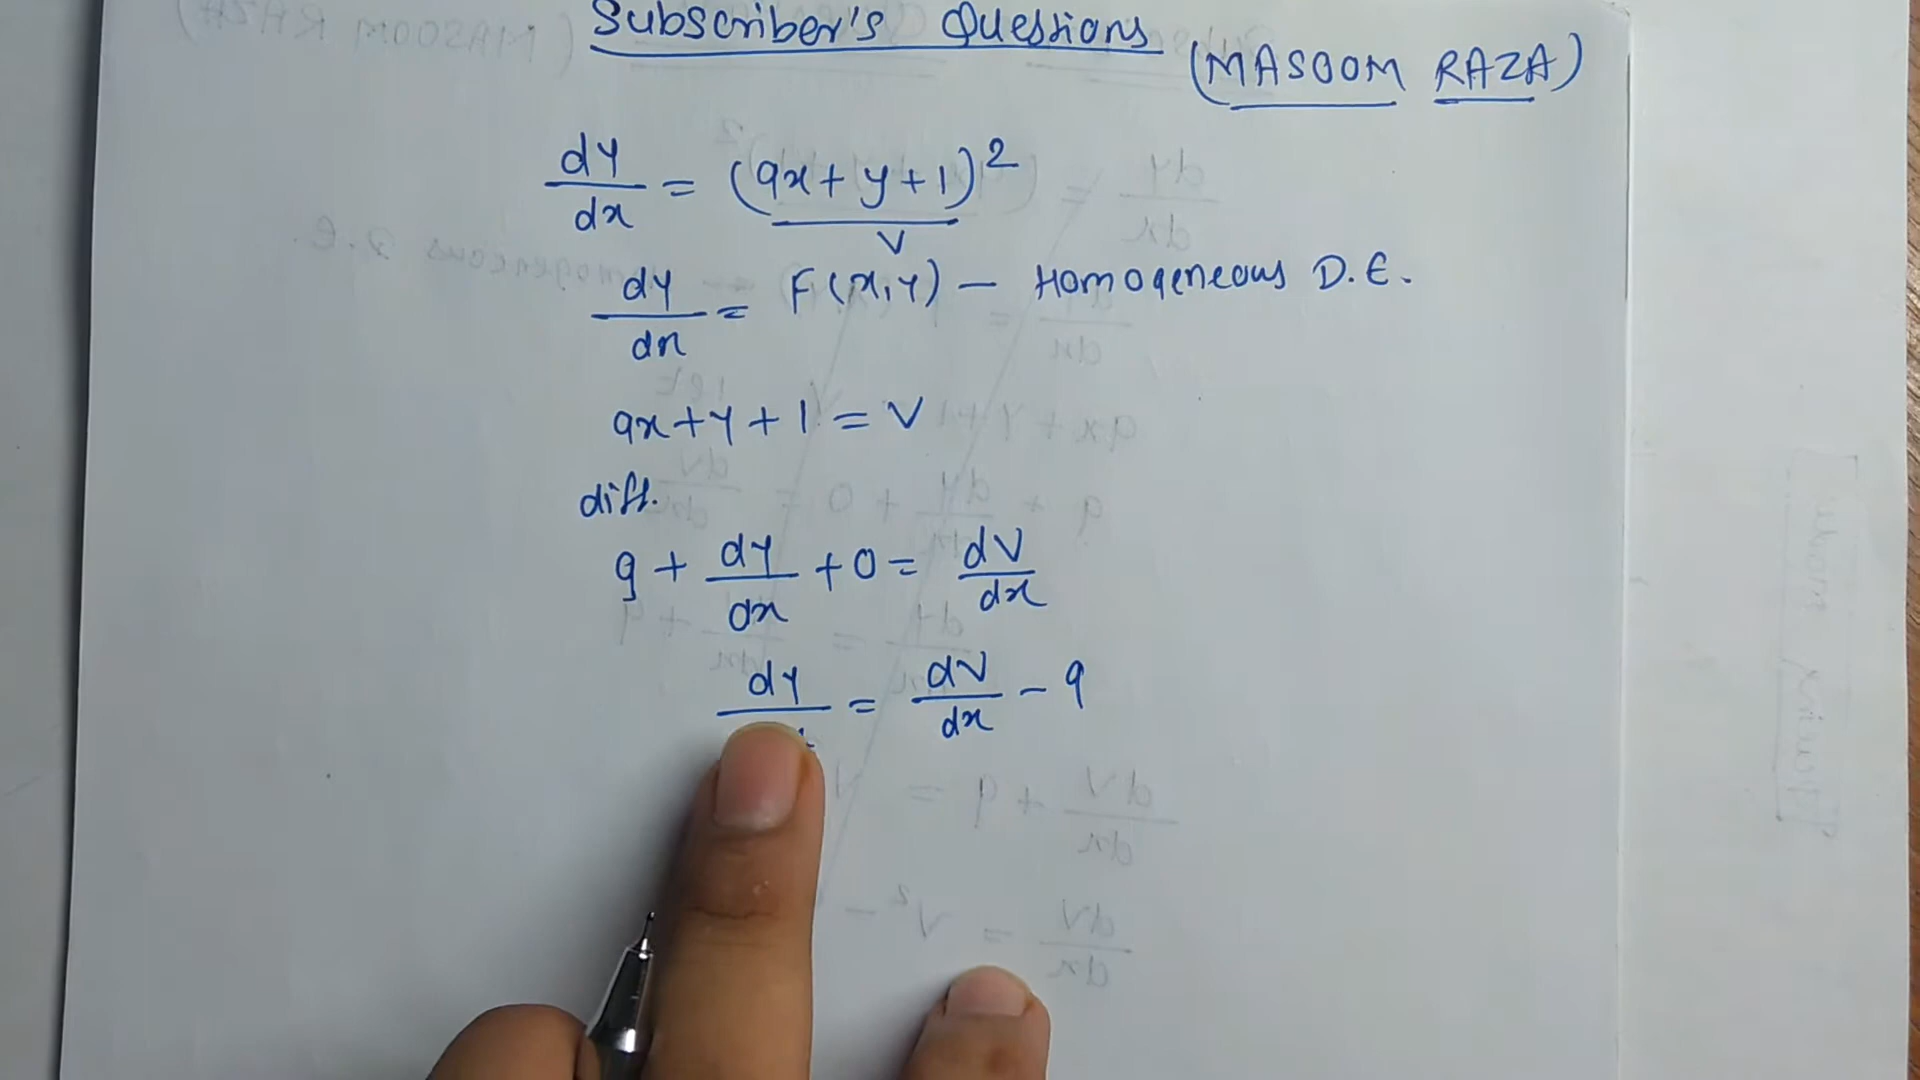 Subscriber's Questions
(MASOOM RAZA)
dy/dx = (9x + y + 1)²
V
dy/dx = F(x,y) — Homogeneous D.E.
9x + y + 1 = V
diff.
9 + dy/dx + 0 = dV/dx
dy = dV/dx - 9